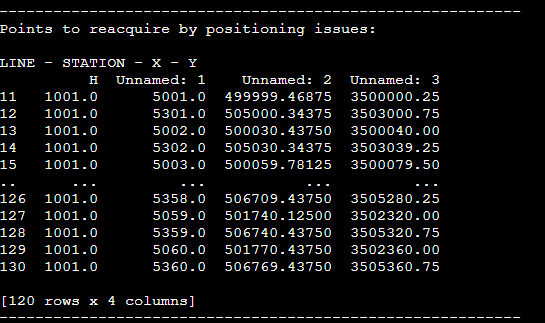 Points to reacquire by positioning issues:
LINE - STATION - X - Y
H Unnamed: 1 Unnamed: 2 Unnamed: 3
11 1001.0 5001.0 499999.46875 3500000.25
12 1001.0 5301.0 505000.34375 3503000.75
13 1001.0 5002.0 500030.43750 3500040.00
14 1001.0 5302.0 505030.34375 3503039.25
15 1001.0 5003.0 500059.78125 3500079.50
.. ... ... ... ...
126 1001.0 5358.0 506709.43750 3505280.25
127 1001.0 5059.0 501740.12500 3502320.00
128 1001.0 5359.0 506740.43750 3505320.75
129 1001.0 5060.0 501770.43750 3502360.00
130 1001.0 5360.0 506769.43750 3505360.75
[120 rows x 4 columns]